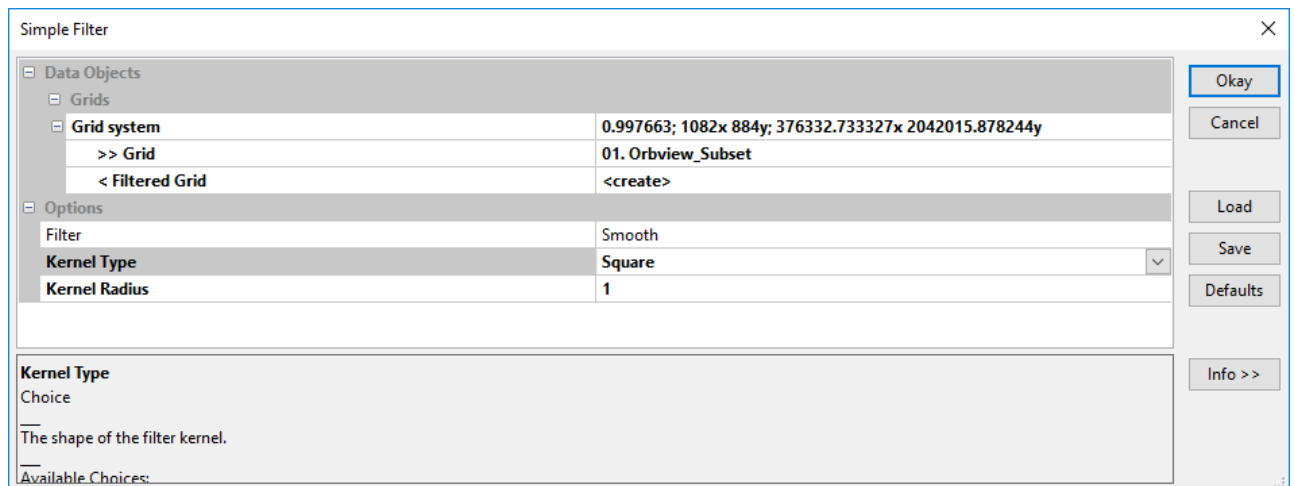 Simple Filter
Data Objects
Grids
Grid system 0.997663; 1082x 884y; 376332.733327x 2042015.878244y
>> Grid 01. Orbview_Subset
< Filtered Grid <create>
Options
Filter Smooth
Kernel Type Square
Kernel Radius 1
Okay
Cancel
Load
Save
Defaults
Info >>
Kernel Type
Choice
__
The shape of the filter kernel.
__
Available Choices: